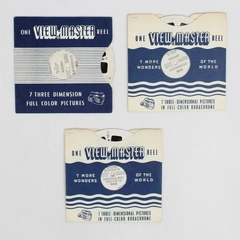 ONE VIEW-MASTER REEL
7 THREE DIMENSION
FULL COLOR PICTURES
ONE VIEW-MASTER REEL
7 MORE WONDERS
OF THE WORLD
7 THREE-DIMENSIONAL PICTURES
IN FULL COLOR KODACHROME
ONE VIEW-MASTER REEL
7 MORE WONDERS
OF THE WORLD
7 THREE-DIMENSIONAL PICTURES
IN FULL COLOR KODACHROME